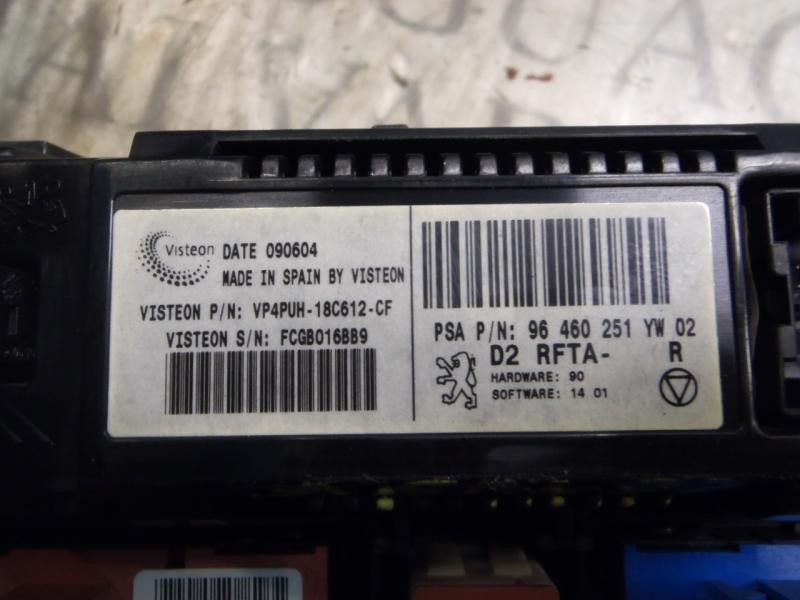 Visteon DATE 090604
MADE IN SPAIN BY VISTEON
VISTEON P/N: VP4PUH-18C612-CF
VISTEON S/N: FCGB016BB9
PSA P/N: 96 460 251 YW 02
D2 RFTA- R
HARDWARE: 90
SOFTWARE: 14 01